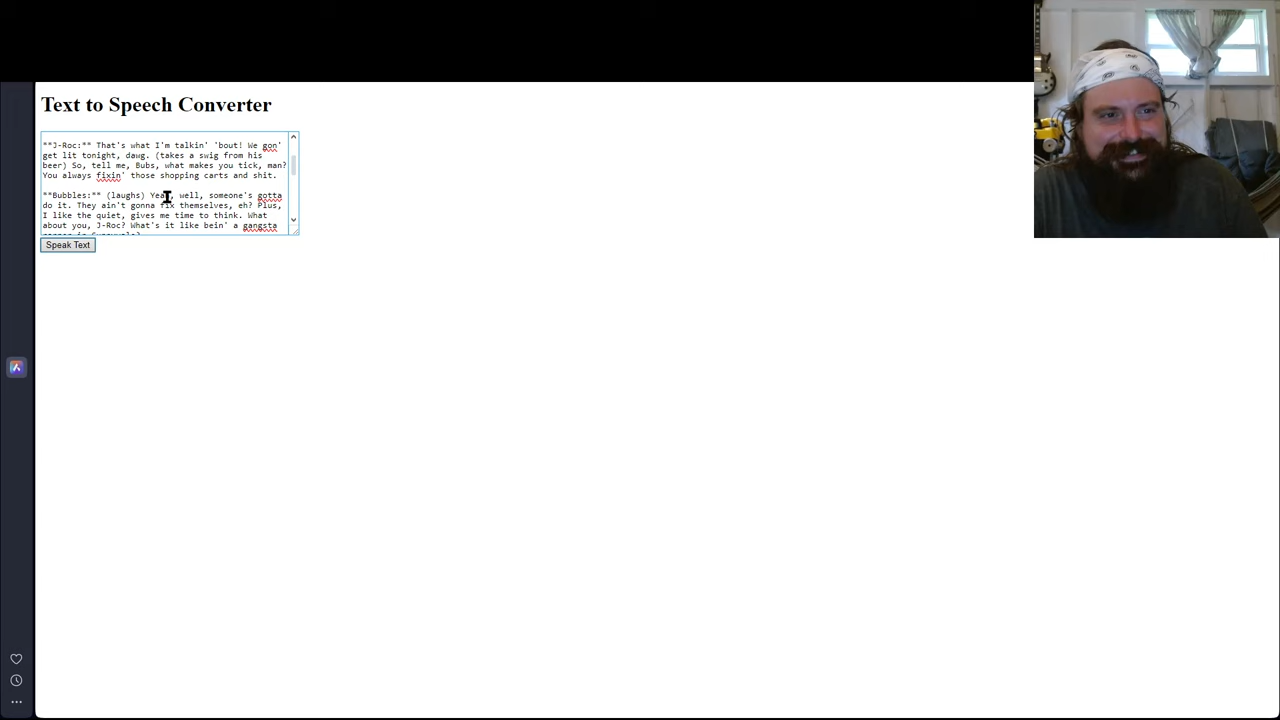 Text to Speech Converter
**J-Roc:** That's what I'm talkin' 'bout! We gon'
get lit tonight, dawg. (takes a swig from his
beer) So, tell me, Bubs, what makes you tick, man?
You always fixin' those shopping carts and shit.
**Bubbles:** (laughs) Yeah, well, someone's gotta
do it. They ain't gonna fix themselves, eh? Plus,
I like the quiet, gives me time to think. What
about you, J-Roc? What's it like bein' a gangsta
Speak Text